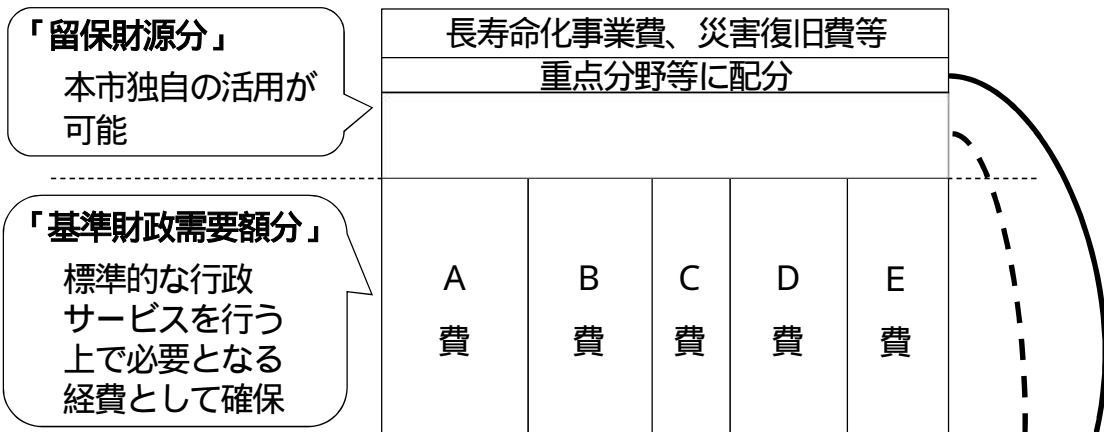 「留保財源分」
本市独自の活用が
可能
長寿命化事業費、災害復旧費等
重点分野等に配分
「基準財政需要額分」
標準的な行政
サービスを行う
上で必要となる
経費として確保
A
費
B
費
C
費
D
費
E
費